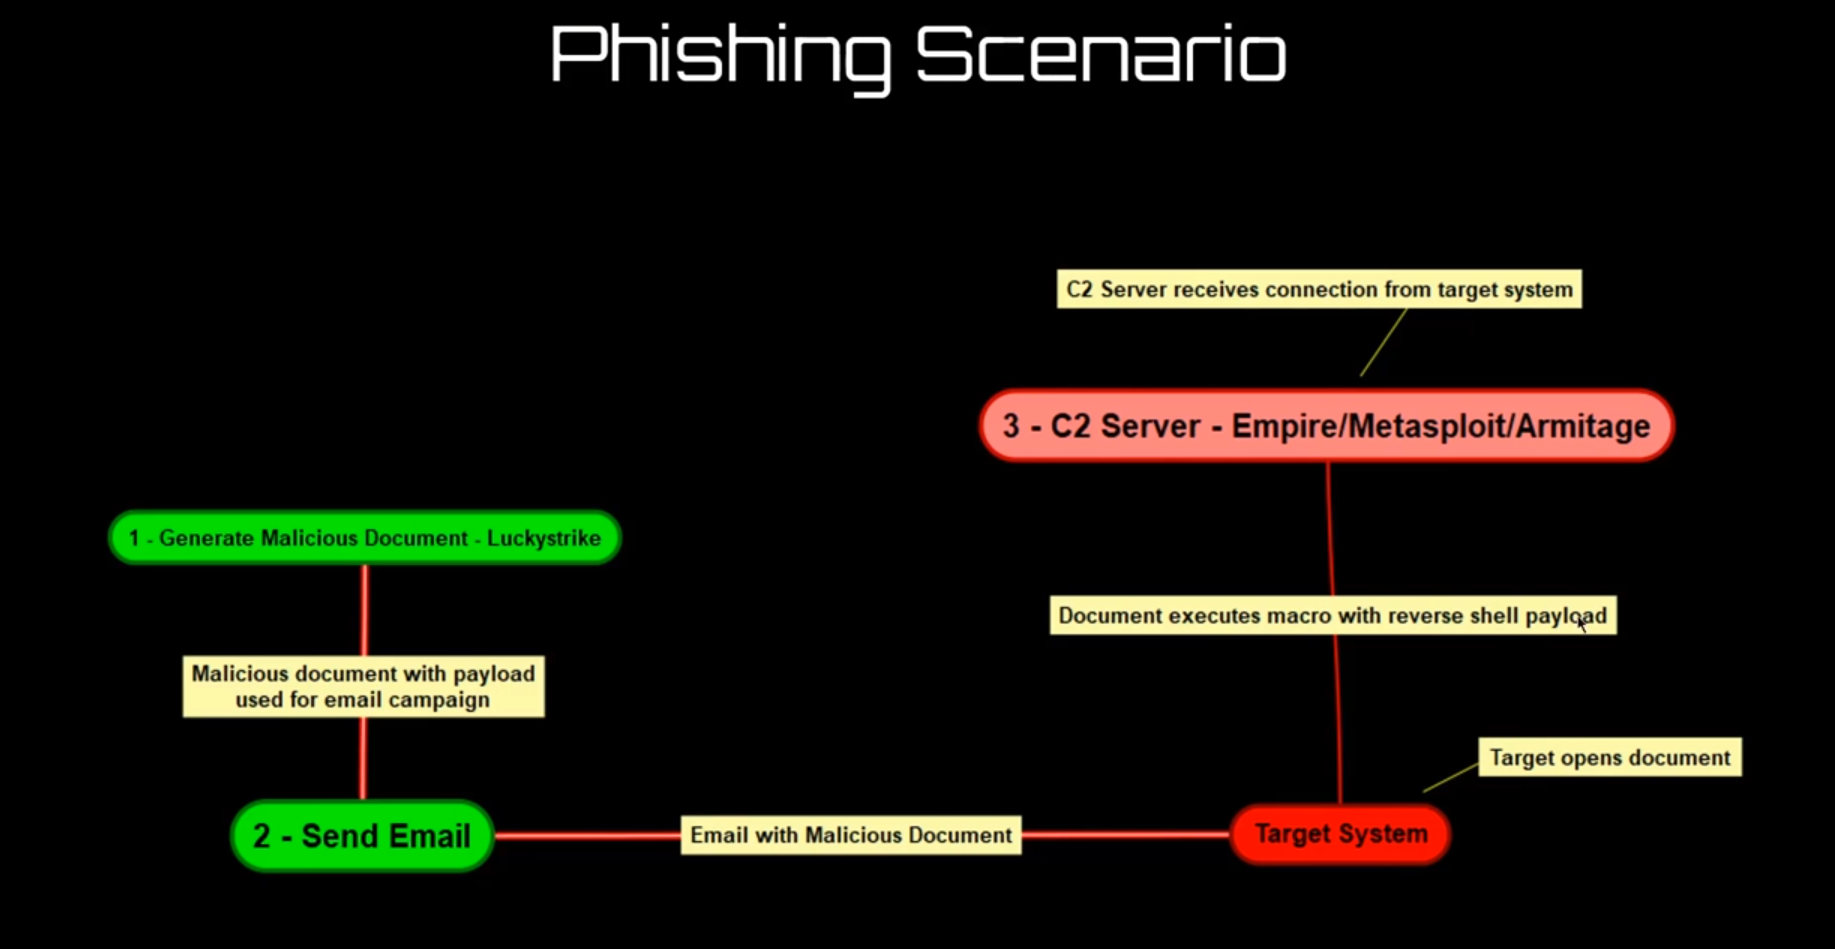 Phishing Scenario
C2 Server receives connection from target system
3 - C2 Server - Empire/Metasploit/Armitage
1 - Generate Malicious Document - Luckystrike
Document executes macro with reverse shell payload
Malicious document with payload
used for email campaign
Target opens document
2 - Send Email
Email with Malicious Document
Target System